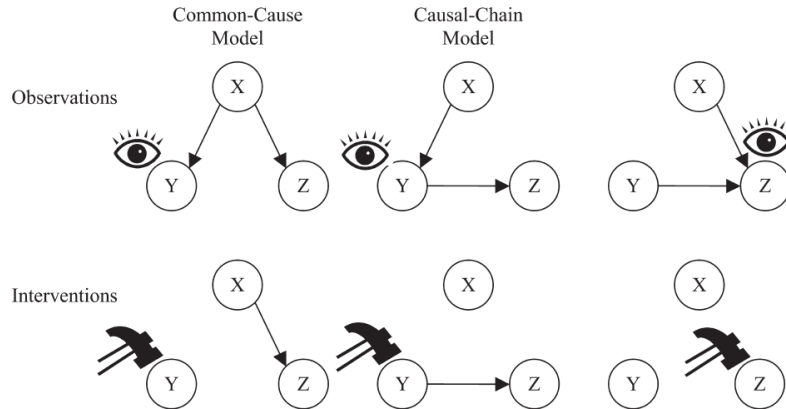 Common-Cause Causal-Chain
Model Model
X X X
Observations
Y Z Y Z Y Z
X X X
Interventions
Y Z Y Z Y Z